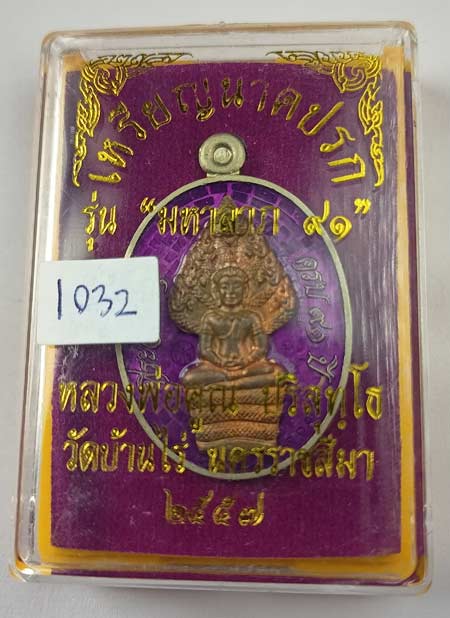 เหรียญนาคปรก
รุ่น “มหาลาภ ๙๑”
1032
หลวงพ่อคูณ ปริสุทฺโธ
วัดบ้านไร่ นครราชสีมา
๒๕๕๗